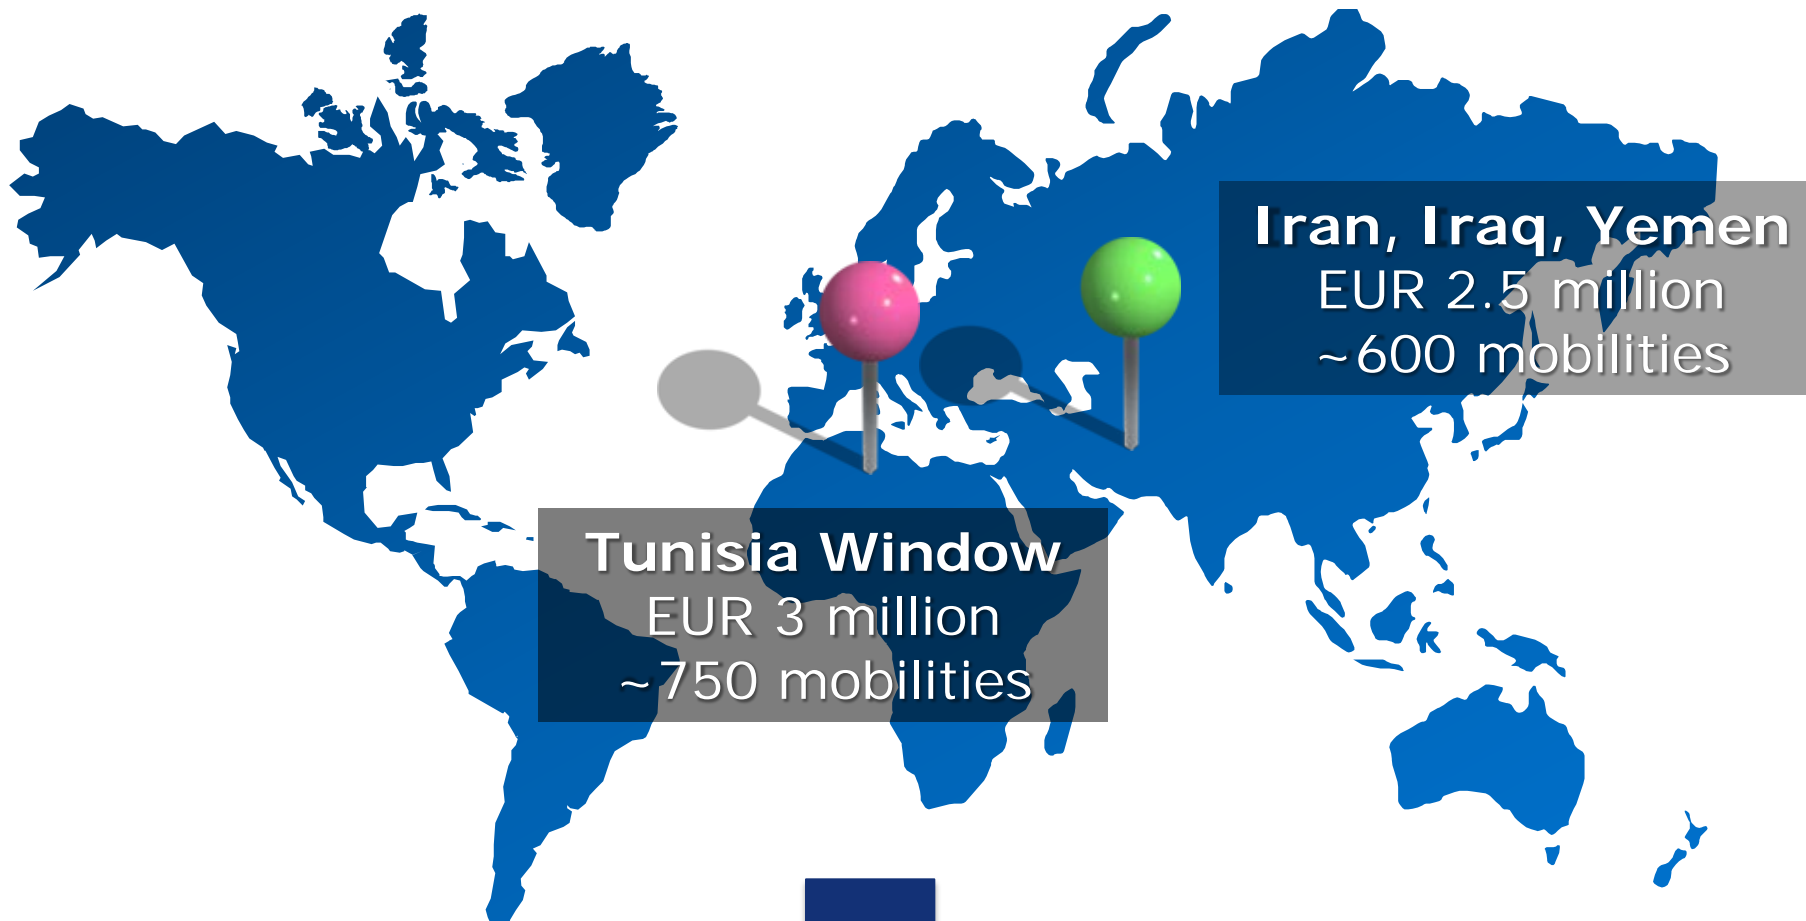 Iran, Iraq, Yemen
EUR 2.5 million
~600 mobilities
Tunisia Window
EUR 3 million
~750 mobilities